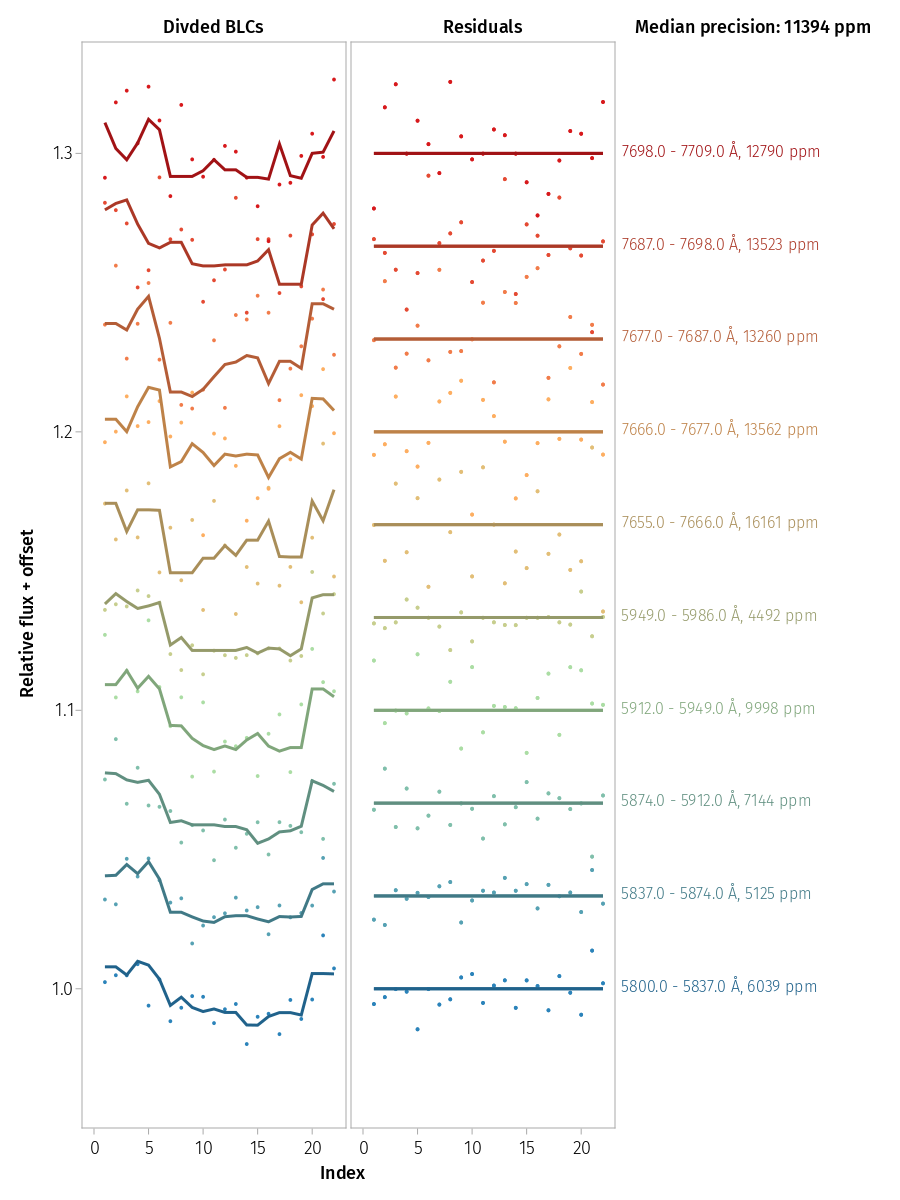 Divded BLCs
Residuals
Median precision: 11394 ppm
1.3
7698.0 - 7709.0 Å, 12790 ppm
7687.0 - 7698.0 Å, 13523 ppm
7677.0 - 7687.0 Å, 13260 ppm
1.2
7666.0 - 7677.0 Å, 13562 ppm
7655.0 - 7666.0 Å, 16161 ppm
Relative flux + offset
5949.0 - 5986.0 Å, 4492 ppm
1.1
5912.0 - 5949.0 Å, 9998 ppm
5874.0 - 5912.0 Å, 7144 ppm
5837.0 - 5874.0 Å, 5125 ppm
1.0
5800.0 - 5837.0 Å, 6039 ppm
0 5 10 15 20 0 5 10 15 20
Index